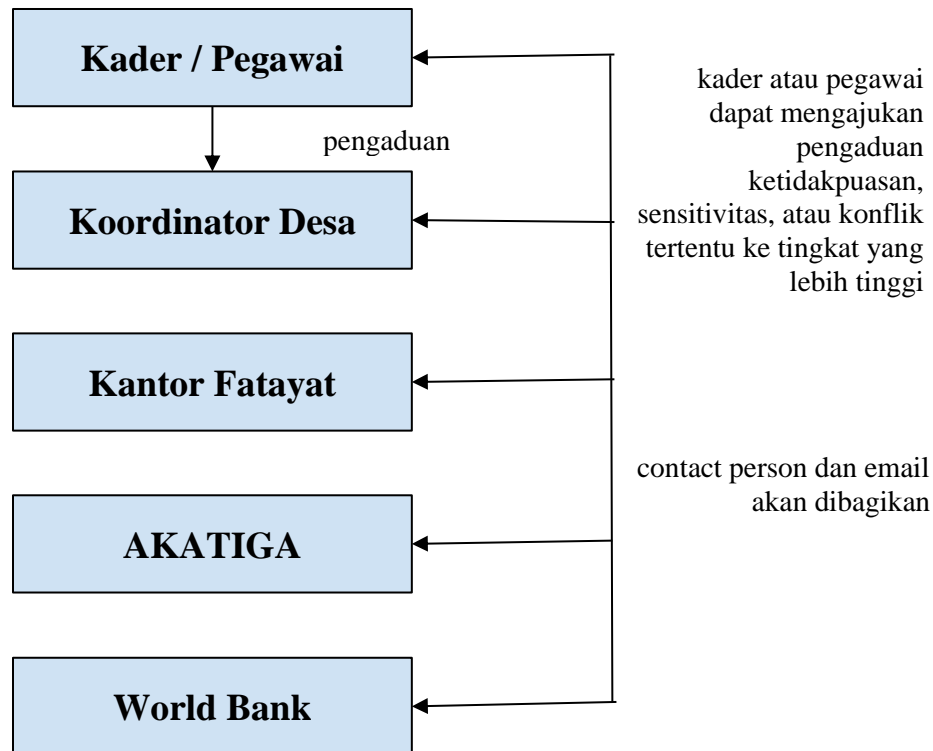 Kader / Pegawai
kader atau pegawai
dapat mengajukan
pengaduan
ketidakpuasan,
sensitivitas, atau konflik
tertentu ke tingkat yang
lebih tinggi
pengaduan
Koordinator Desa
Kantor Fatayat
contact person dan email
akan dibagikan
AKATIGA
World Bank